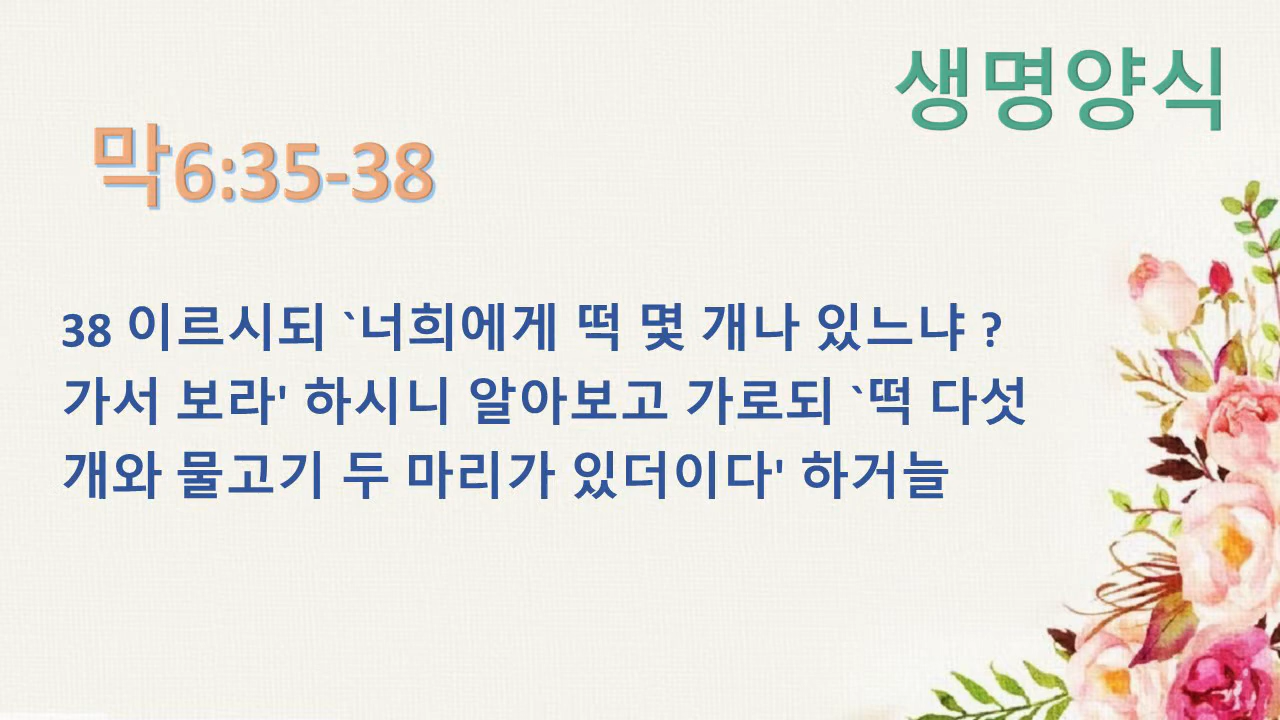 생명양식
막6:35-38
38 이르시되 `너희에게 떡 몇 개나 있느냐 ?
가서 보라' 하시니 알아보고 가로되 `떡 다섯
개와 물고기 두 마리가 있더이다' 하거늘